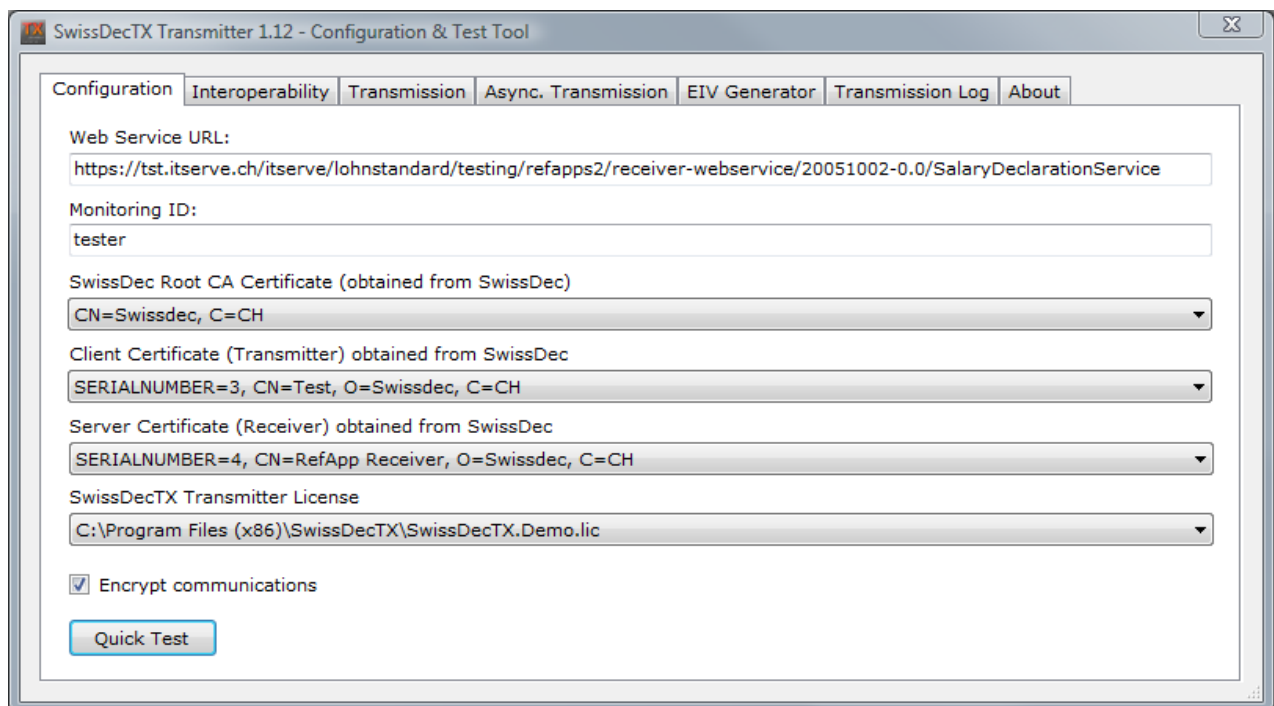 SwissDecTX Transmitter 1.12 - Configuration & Test Tool
Configuration Interoperability Transmission Async. Transmission EIV Generator Transmission Log About
Web Service URL:
https://tst.itserve.ch/itserve/lohnstandard/testing/refapps2/receiver-webservice/20051002-0.0/SalaryDeclarationService
Monitoring ID:
tester
SwissDec Root CA Certificate (obtained from SwissDec)
CN=Swissdec, C=CH
Client Certificate (Transmitter) obtained from SwissDec
SERIALNUMBER=3, CN=Test, O=Swissdec, C=CH
Server Certificate (Receiver) obtained from SwissDec
SERIALNUMBER=4, CN=RefApp Receiver, O=Swissdec, C=CH
SwissDecTX Transmitter License
C:\Program Files (x86)\SwissDecTX\SwissDecTX.Demo.lic
Encrypt communications
Quick Test